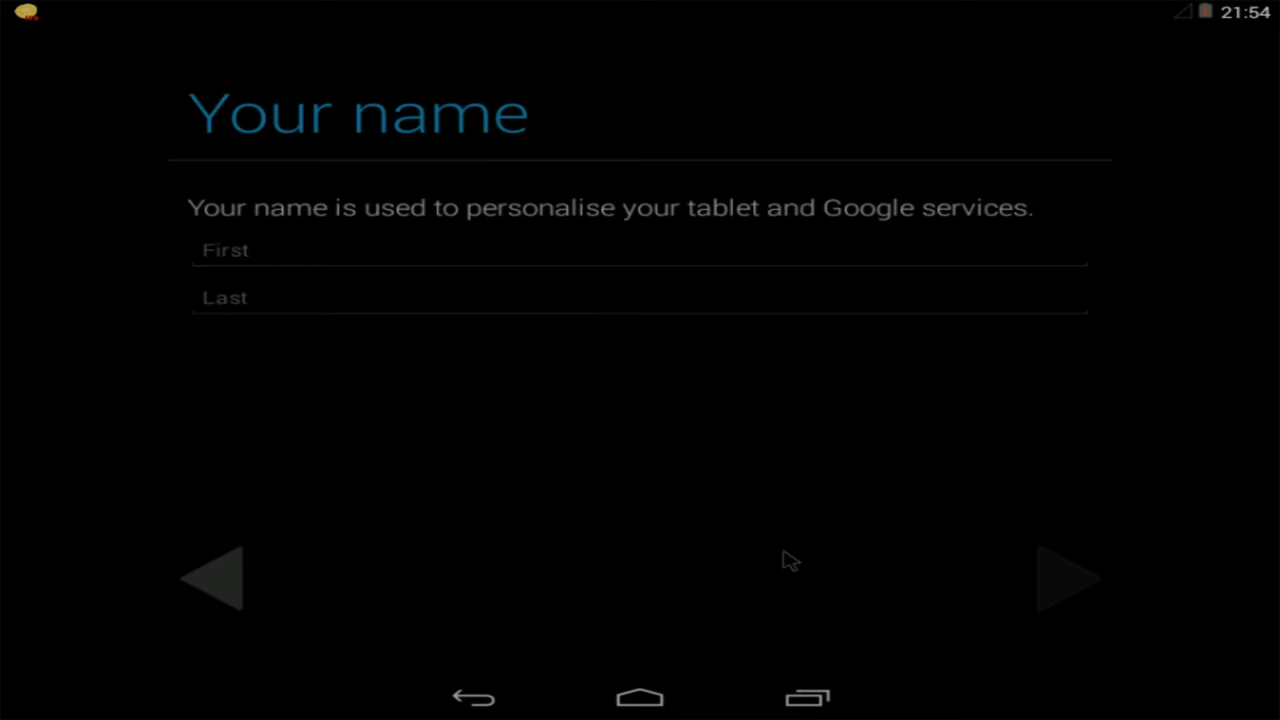 21:54
Your name
Your name is used to personalise your tablet and Google services.
First
Last